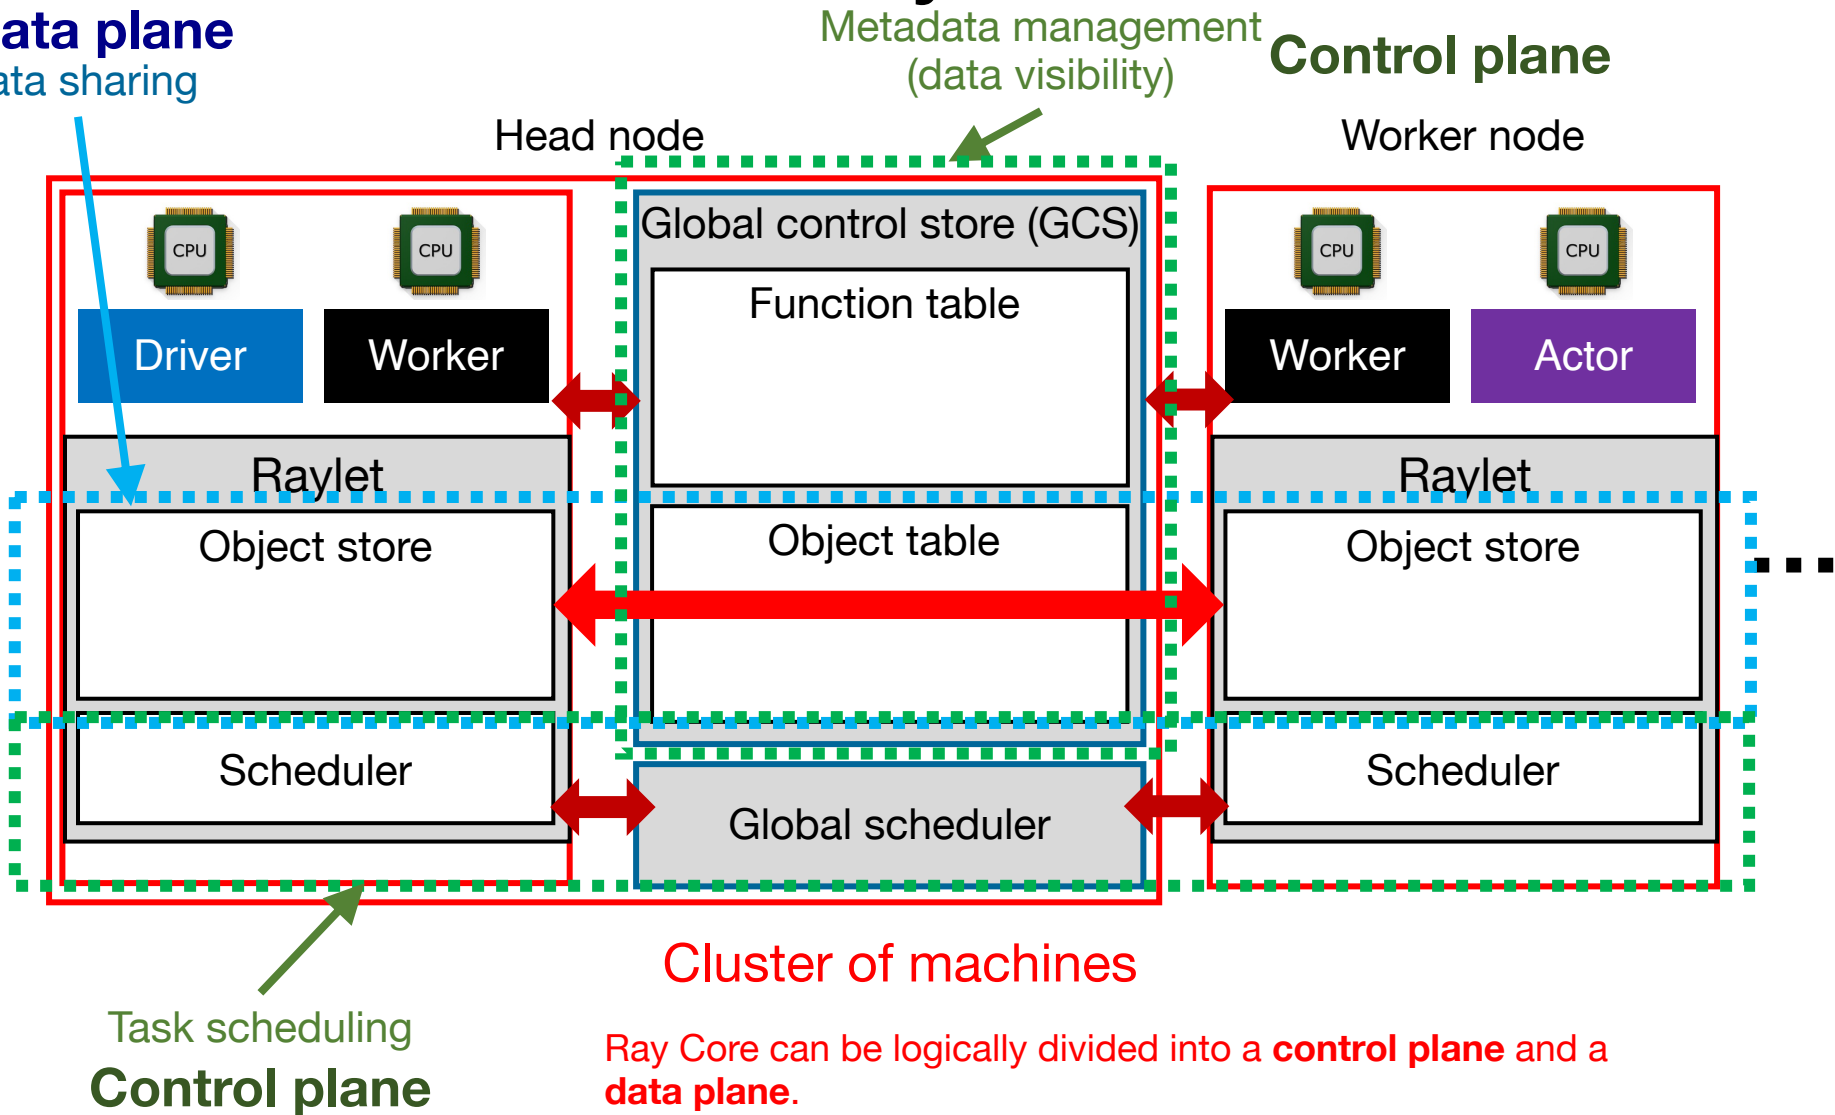 ata plane
ata sharing
Metadata management
(data visibility)
Control plane
Head node
Worker node
CPU
CPU
Global control store (GCS)
CPU
CPU
Function table
Driver
Worker
Worker
Actor
Raylet
Raylet
Object store
Object table
Object store
Scheduler
Global scheduler
Scheduler
Cluster of machines
Task scheduling
Control plane
Ray Core can be logically divided into a control plane and a
data plane.